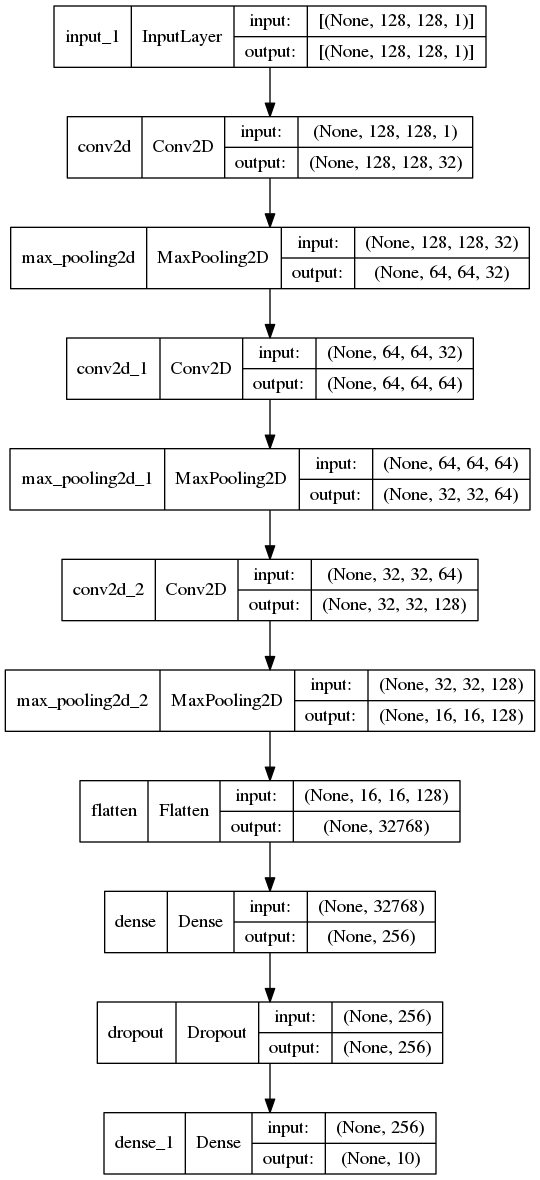 input_1 InputLayer input: [(None, 128, 128, 1)]
output: [(None, 128, 128, 1)]
conv2d Conv2D input: (None, 128, 128, 1)
output: (None, 128, 128, 32)
max_pooling2d MaxPooling2D input: (None, 128, 128, 32)
output: (None, 64, 64, 32)
conv2d_1 Conv2D input: (None, 64, 64, 32)
output: (None, 64, 64, 64)
max_pooling2d_1 MaxPooling2D input: (None, 64, 64, 64)
output: (None, 32, 32, 64)
conv2d_2 Conv2D input: (None, 32, 32, 64)
output: (None, 32, 32, 128)
max_pooling2d_2 MaxPooling2D input: (None, 32, 32, 128)
output: (None, 16, 16, 128)
flatten Flatten input: (None, 16, 16, 128)
output: (None, 32768)
dense Dense input: (None, 32768)
output: (None, 256)
dropout Dropout input: (None, 256)
output: (None, 256)
dense_1 Dense input: (None, 256)
output: (None, 10)